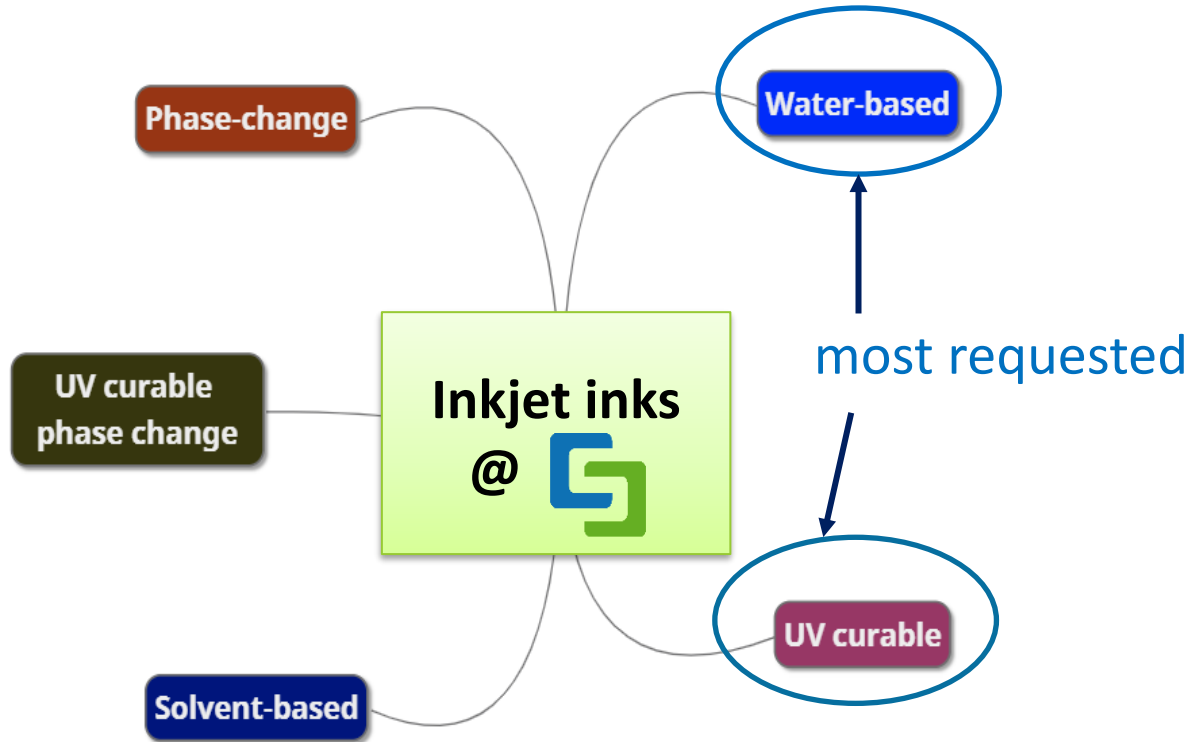 Phase-change
Water-based
most requested
UV curable
phase change
Inkjet inks
@
UV curable
Solvent-based